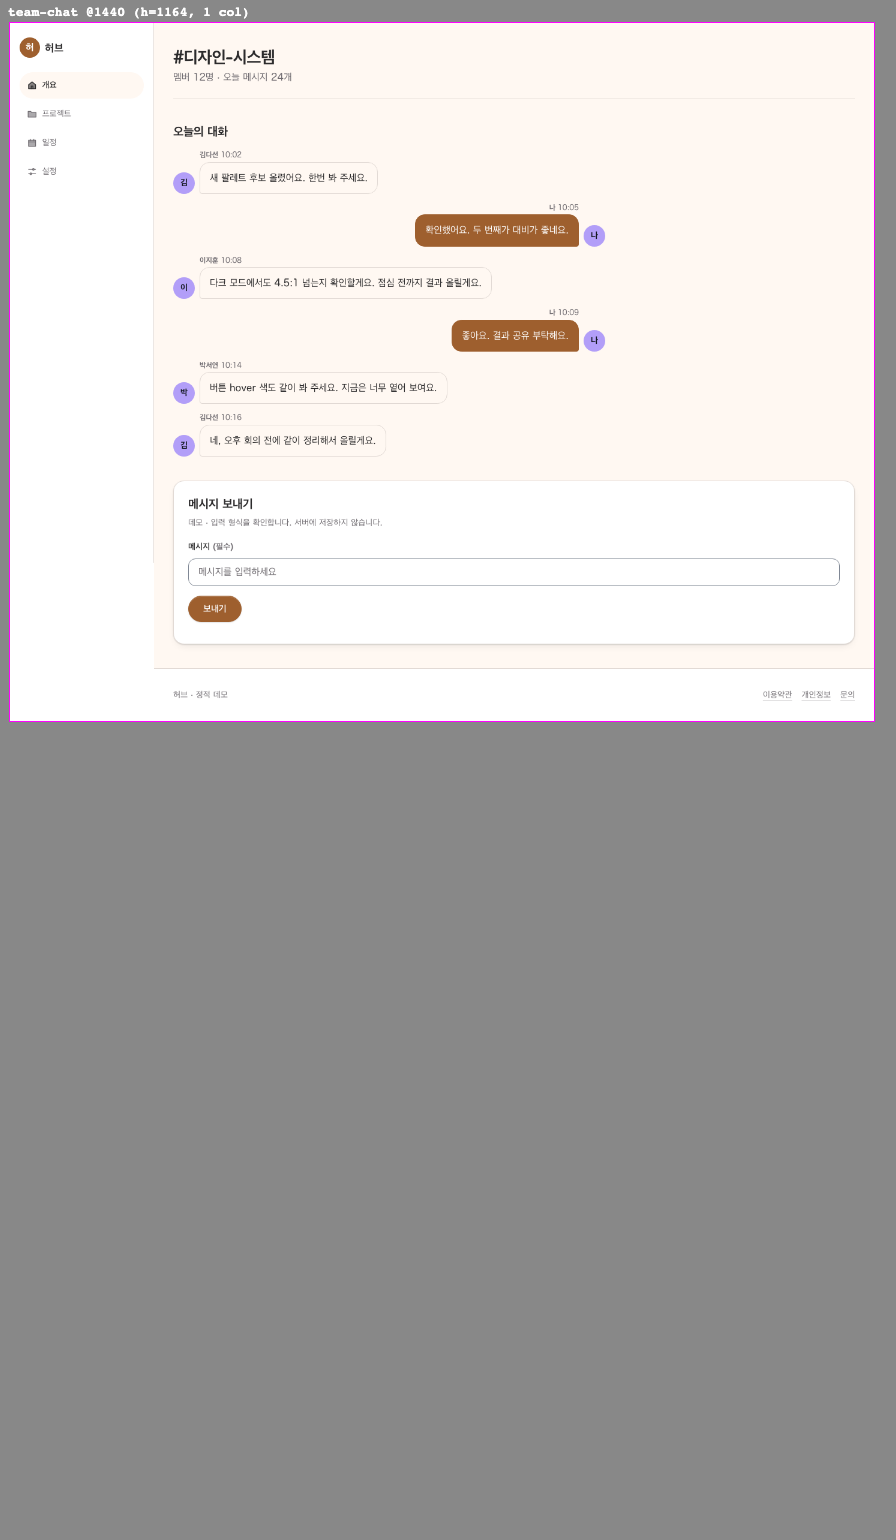 team-chat @1440 (h=1164, 1 col)
허 허브
개요
프로젝트
일정
설정
#디자인-시스템
멤버 12명 · 오늘 메시지 24개
오늘의 대화
김다선 10:02
김
새 팔레트 후보 올렸어요. 한번 봐 주세요.
나 10:05
확인했어요. 두 번째가 대비가 좋네요.
나
이지훈 10:08
이
다크 모드에서도 4.5:1 넘는지 확인할게요. 점심 전까지 결과 올릴게요.
나 10:09
좋아요. 결과 공유 부탁해요.
나
박서연 10:14
박
버튼 hover 색도 같이 봐 주세요. 지금은 너무 옅어 보여요.
김다선 10:16
김
네, 오후 회의 전에 같이 정리해서 올릴게요.
메시지 보내기
데모 · 입력 형식을 확인합니다. 서버에 저장하지 않습니다.
메시지 (필수)
메시지를 입력하세요
보내기
허브 · 정적 데모
이용약관 개인정보 문의